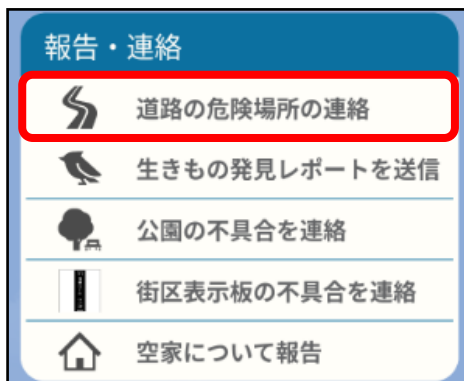 報告・連絡
道路の危険場所の連絡
生きもの発見レポートを送信
公園の不具合を連絡
街区表示板の不具合を連絡
空家について報告